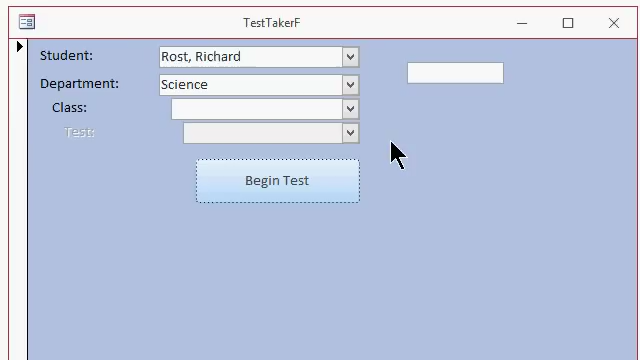 TestTakerF
Student: Rost, Richard
Department: Science
Class:
Test:
Begin Test